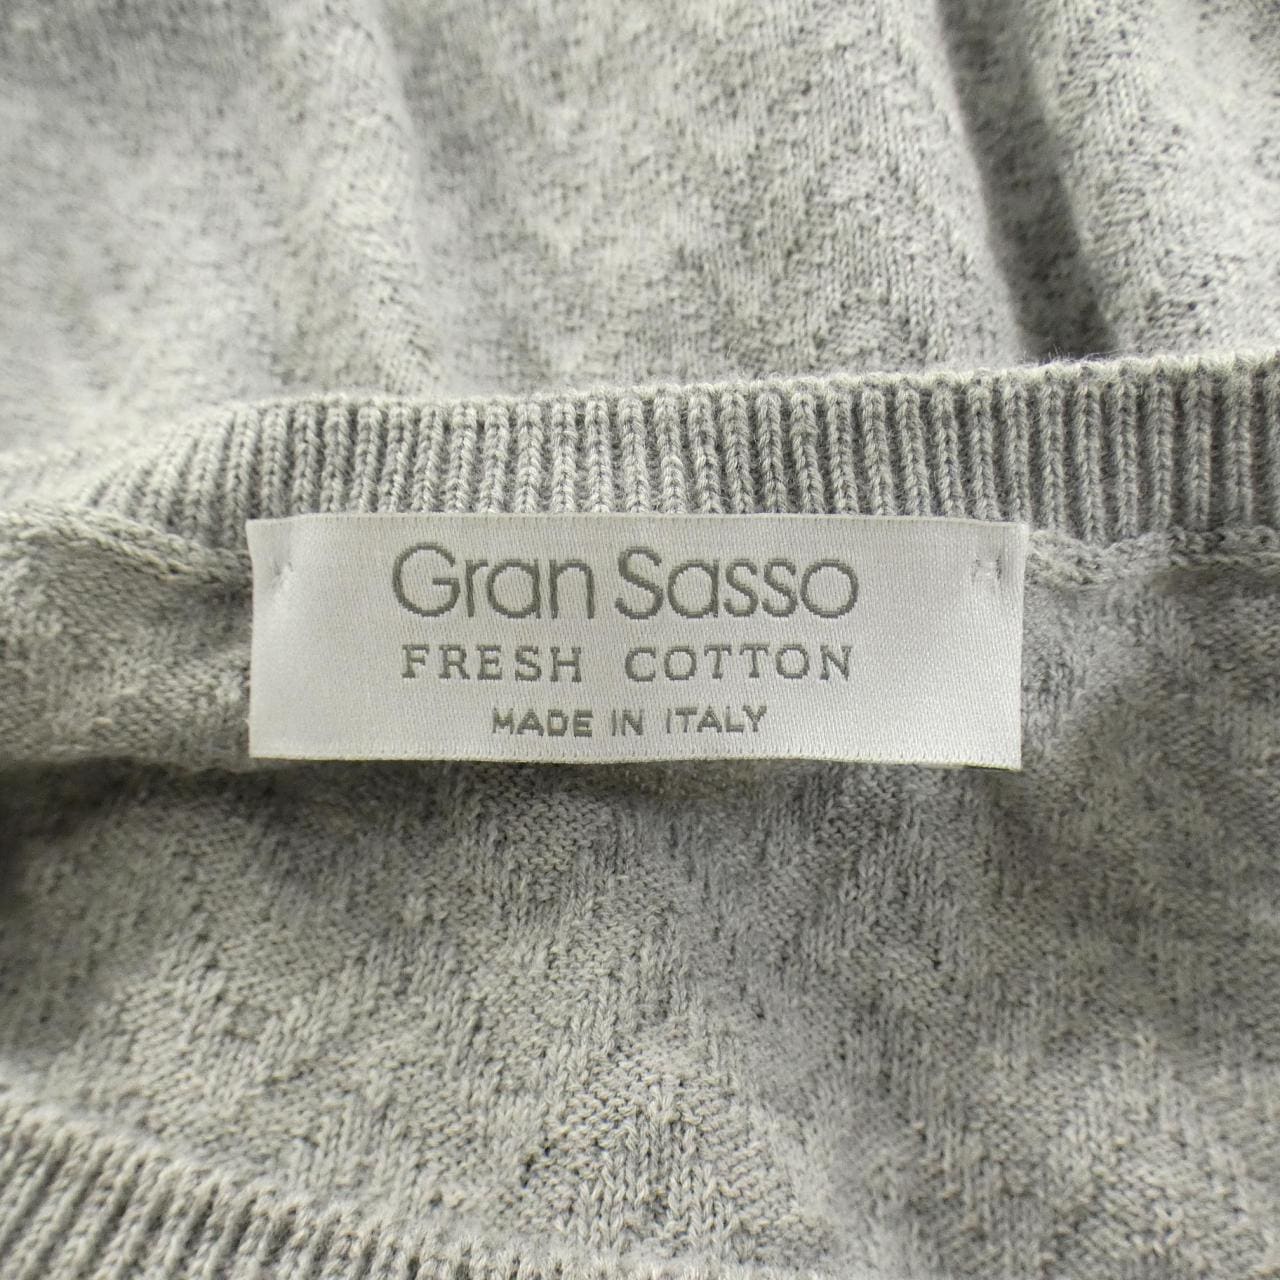 Gran Sasso
FRESH COTTON
MADE IN ITALY